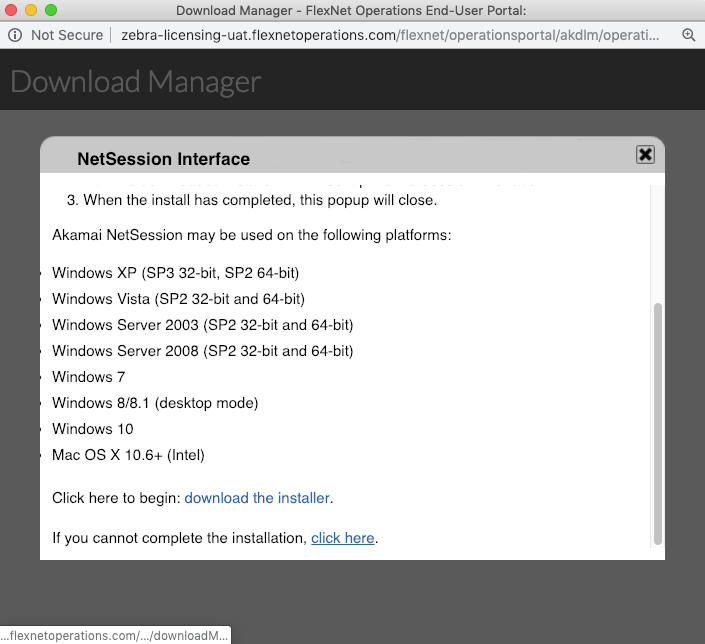 Download Manager - FlexNet Operations End-User Portal:
Not Secure zebra-licensing-uat.flexnetoperations.com/flexnet/operationsportal/akdlm/operati...
Download Manager
NetSession Interface
3. When the install has completed, this popup will close.
Akamai NetSession may be used on the following platforms:
Windows XP (SP3 32-bit, SP2 64-bit)
Windows Vista (SP2 32-bit and 64-bit)
Windows Server 2003 (SP2 32-bit and 64-bit)
Windows Server 2008 (SP2 32-bit and 64-bit)
Windows 7
Windows 8/8.1 (desktop mode)
Windows 10
Mac OS X 10.6+ (Intel)
Click here to begin: download the installer.
If you cannot complete the installation, click here.
...flexnetoperations.com/.../downloadM...